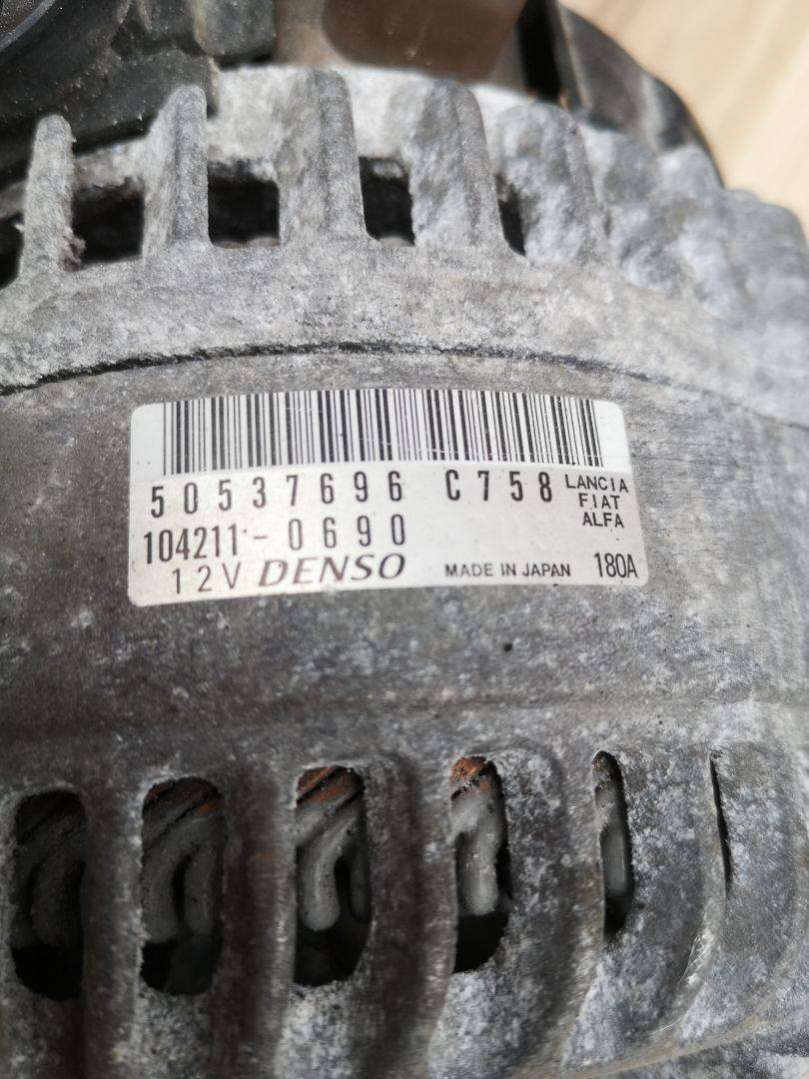 50537696 C758 LANCIA
FIAT
ALFA
104211-0690
12V DENSO MADE IN JAPAN 180A